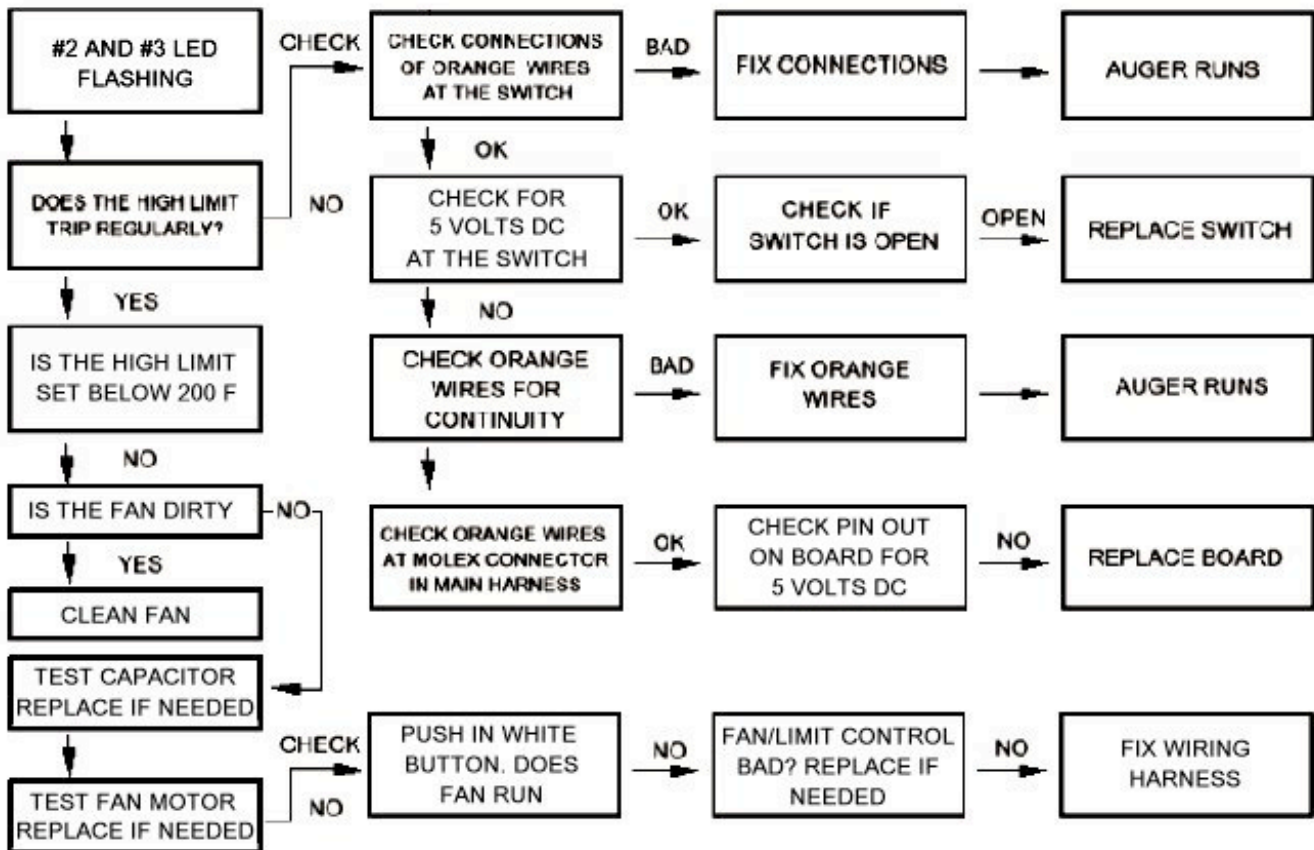 #2 AND #3 LED
FLASHING
CHECK
CHECK CONNECTIONS
OF ORANGE WIRES
AT THE SWITCH
BAD
FIX CONNECTIONS
AUGER RUNS
OK
DOES THE HIGH LIMIT
TRIP REGULARLY?
NO
CHECK FOR
5 VOLTS DC
AT THE SWITCH
OK
CHECK IF
SWITCH IS OPEN
OPEN
REPLACE SWITCH
YES
NO
IS THE HIGH LIMIT
SET BELOW 200 F
CHECK ORANGE
WIRES FOR
CONTINUITY
BAD
FIX ORANGE
WIRES
AUGER RUNS
NO
IS THE FAN DIRTY
NO
CHECK ORANGE WIRES
AT MOLEX CONNECTOR
IN MAIN HARNESS
OK
CHECK PIN OUT
ON BOARD FOR
5 VOLTS DC
NO
REPLACE BOARD
YES
CLEAN FAN
TEST CAPACITOR
REPLACE IF NEEDED
CHECK
PUSH IN WHITE
BUTTON. DOES
FAN RUN
NO
FAN/LIMIT CONTROL
BAD? REPLACE IF
NEEDED
NO
FIX WIRING
HARNESS
TEST FAN MOTOR
REPLACE IF NEEDED
NO